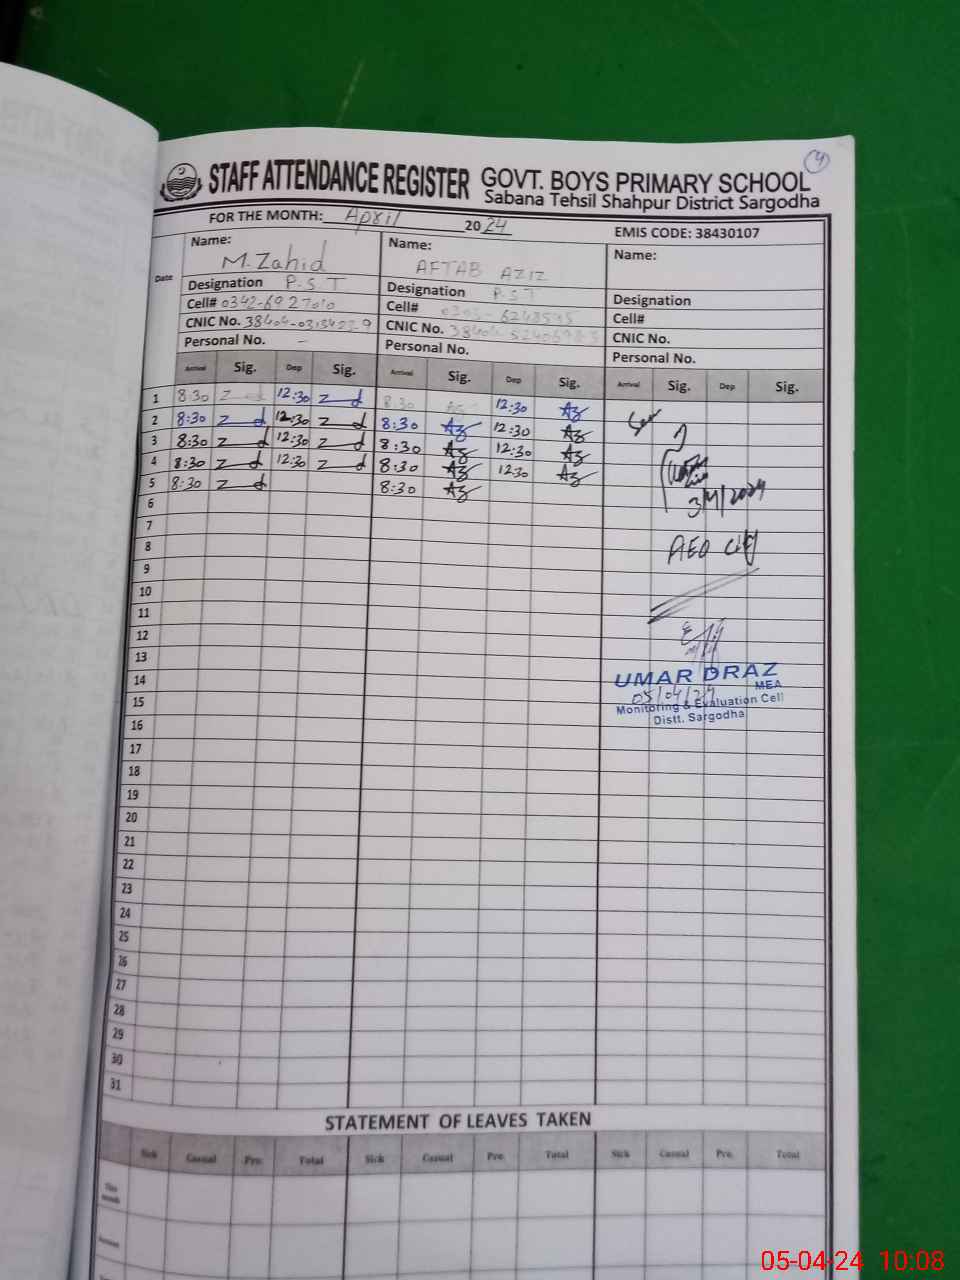 4
STAFF ATTENDANCE REGISTER GOVT. BOYS PRIMARY SCHOOL
Sabana Tehsil Shahpur District Sargodha
FOR THE MONTH: April 2024 EMIS CODE: 38430107
Date Name: Name: Name:
M. Zahid AFTAB AZIZ
Designation P.S.T Designation P.S.T Designation
Cell# 0342-6927010 Cell# Cell#
CNIC No. CNIC No. CNIC No.
Personal No. - Personal No. Personal No.
Arrival Sig. Dep Sig. Arrival Sig. Dep Sig. Arrival Sig. Dep Sig.
1 8:30 12:30 8:30 12:30
2 8:30 12:30 8:30 12:30
3 8:30 12:30 8:30 12:30
4 8:30 12:30 8:30 12:30
5 8:30 8:30
3/4/2024
6
7
8 AEO
9
10
11
12
13
14 UMAR DRAZ
MEA
15 05/04/24
Monitoring & Evaluation Cell
Distt. Sargodha
16
17
18
19
20
21
22
23
24
25
26
27
28
29
30
31
STATEMENT OF LEAVES TAKEN
Sick Casual Pre. Total Sick Casual Pre. Total Sick Casual Pre. Total
This month
05-04-24 10:08